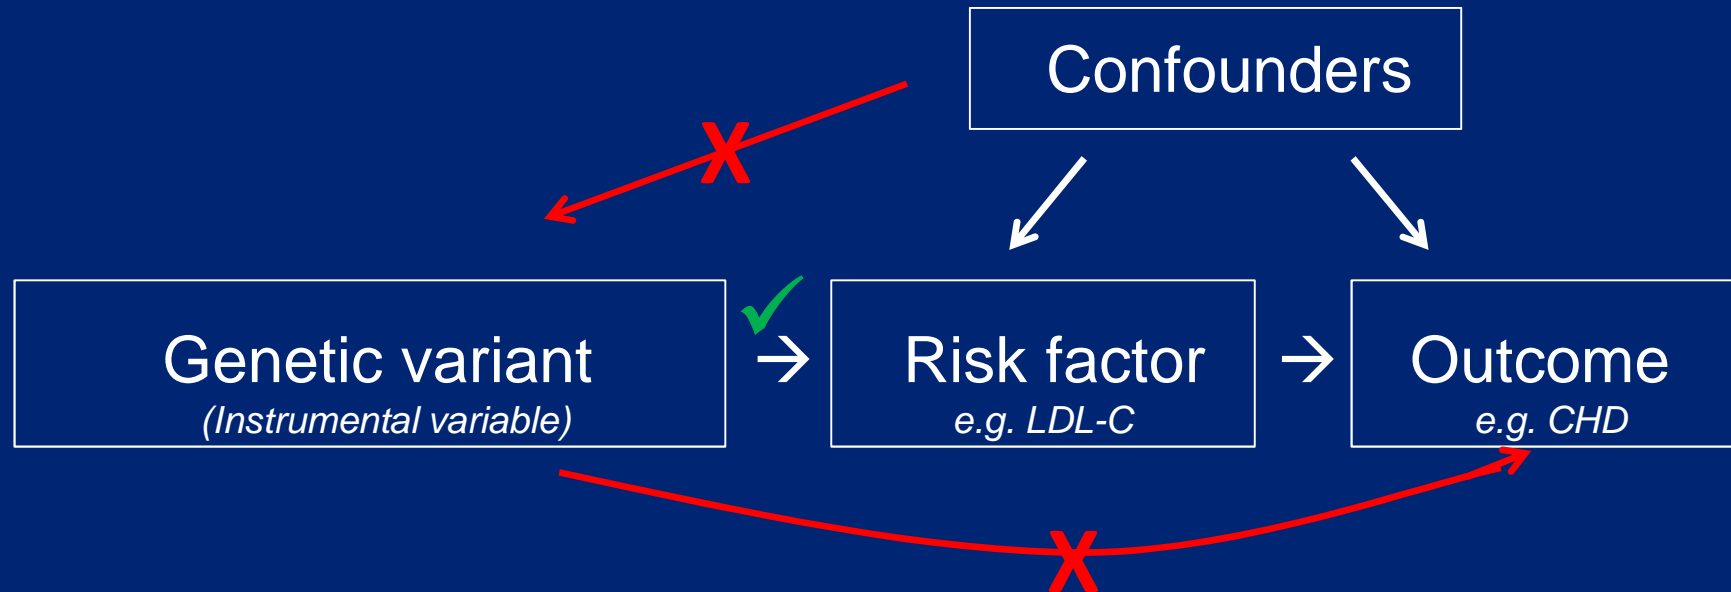 Confounders
X
Genetic variant
(Instrumental variable)
Risk factor
e.g. LDL-C
Outcome
e.g. CHD
X